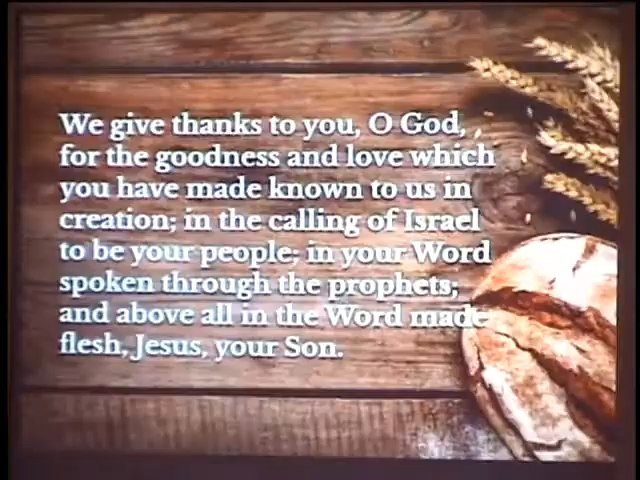 We give thanks to you, O God,
for the goodness and love which
you have made known to us in
creation; in the calling of Israel
to be your people; in your Word
spoken through the prophets;
and above all in the Word made
flesh, Jesus, your Son.